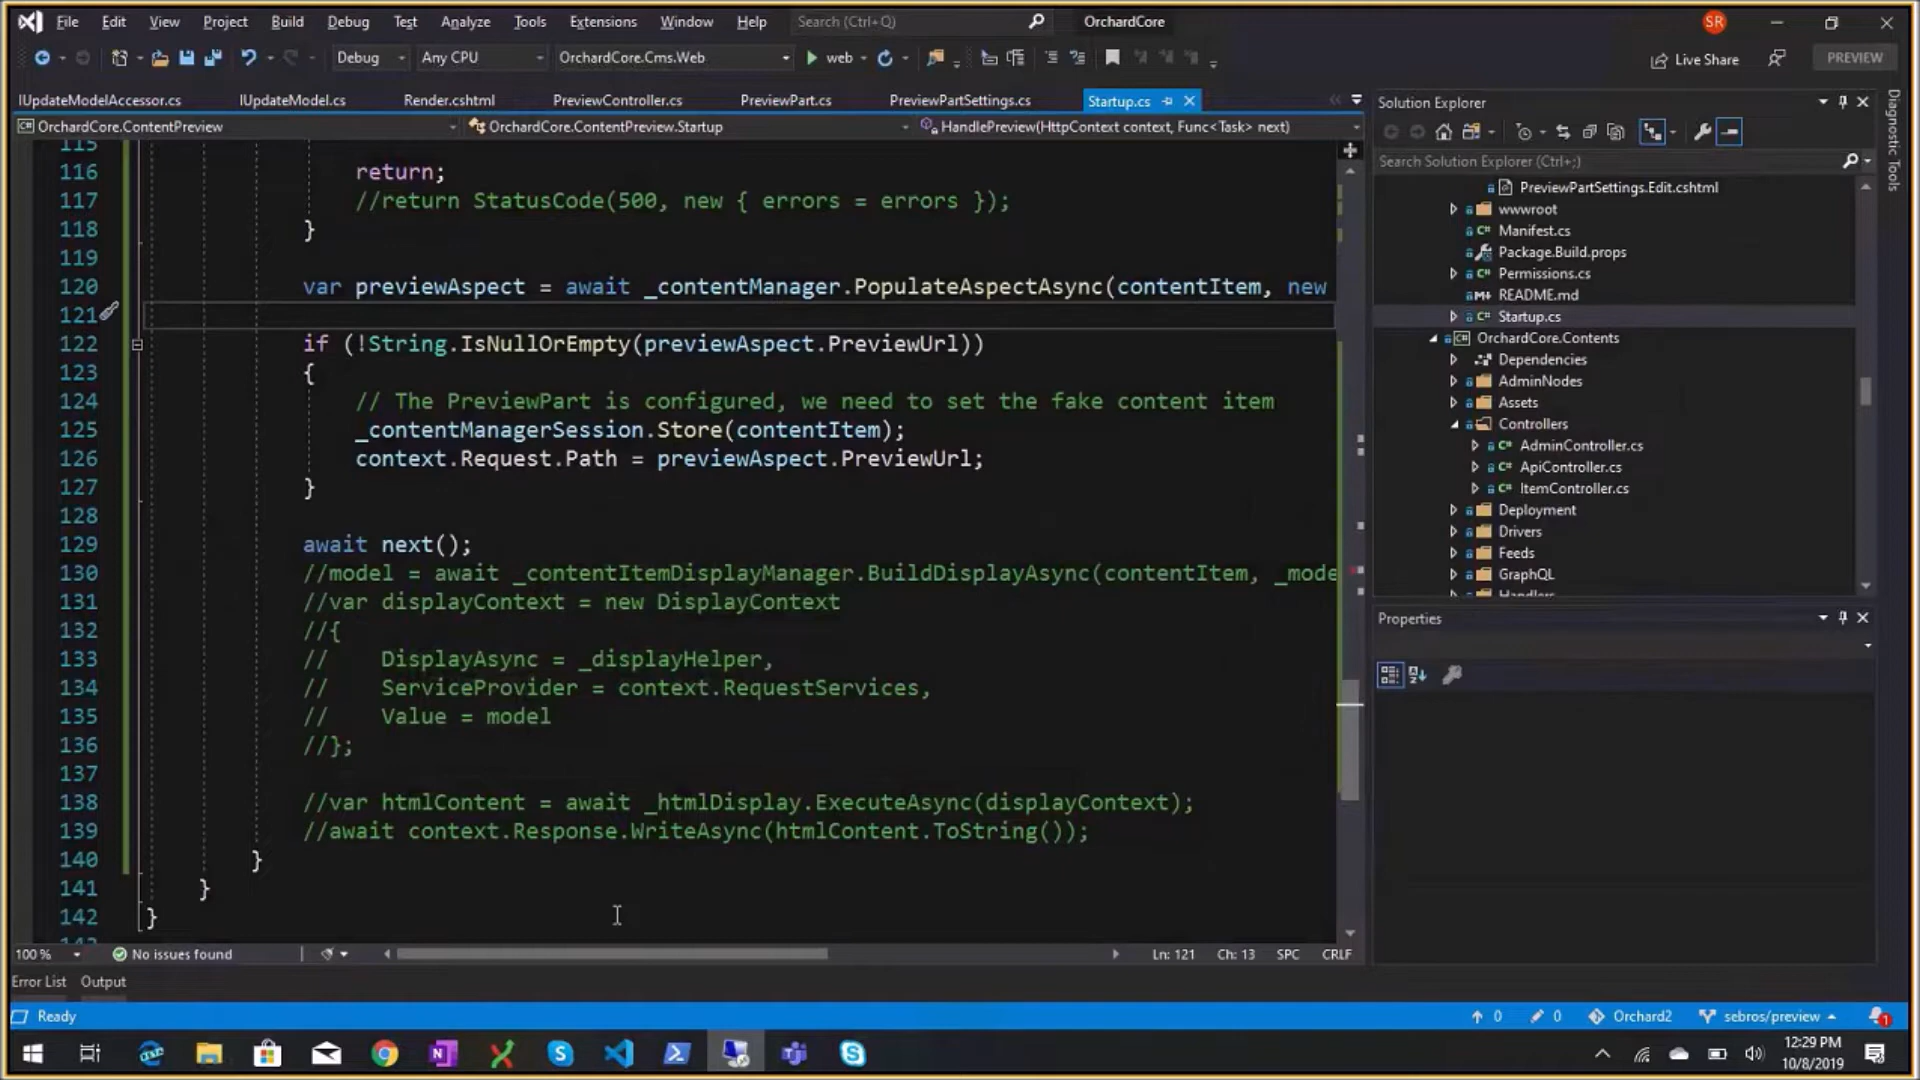 File Edit View Project Build Debug Test Analyze Tools Extensions Window Help Search (Ctrl+Q) OrchardCore SR
Debug Any CPU OrchardCore.Cms.Web web Live Share PREVIEW
IUpdateModelAccessor.cs IUpdateModel.cs Render.cshtml PreviewController.cs PreviewPart.cs PreviewPartSettings.cs Startup.cs
OrchardCore.ContentPreview OrchardCore.ContentPreview.Startup HandlePreview(HttpContext context, Func<Task> next)
115
116 return;
117 //return StatusCode(500, new { errors = errors });
118 }
119
120 var previewAspect = await _contentManager.PopulateAspectAsync(contentItem, new
121
122 if (!String.IsNullOrEmpty(previewAspect.PreviewUrl))
123 {
124 // The PreviewPart is configured, we need to set the fake content item
125 _contentManagerSession.Store(contentItem);
126 context.Request.Path = previewAspect.PreviewUrl;
127 }
128
129 await next();
130 //model = await _contentItemDisplayManager.BuildDisplayAsync(contentItem, _mode
131 //var displayContext = new DisplayContext
132 //{
133 // DisplayAsync = _displayHelper,
134 // ServiceProvider = context.RequestServices,
135 // Value = model
136 //};
137
138 //var htmlContent = await _htmlDisplay.ExecuteAsync(displayContext);
139 //await context.Response.WriteAsync(htmlContent.ToString());
140 }
141 }
142 }
100 % No issues found Ln: 121 Ch: 13 SPC CRLF
Error List Output
Solution Explorer
Search Solution Explorer (Ctrl+;)
PreviewPartSettings.Edit.cshtml
wwwroot
C# Manifest.cs
Package.Build.props
C# Permissions.cs
README.md
C# Startup.cs
OrchardCore.Contents
Dependencies
AdminNodes
Assets
Controllers
C# AdminController.cs
C# ApiController.cs
C# ItemController.cs
Deployment
Drivers
Feeds
GraphQL
Handlers
Properties
Diagnostic Tools
Ready 0 0 Orchard2 sebros/preview 1
12:29 PM
10/8/2019